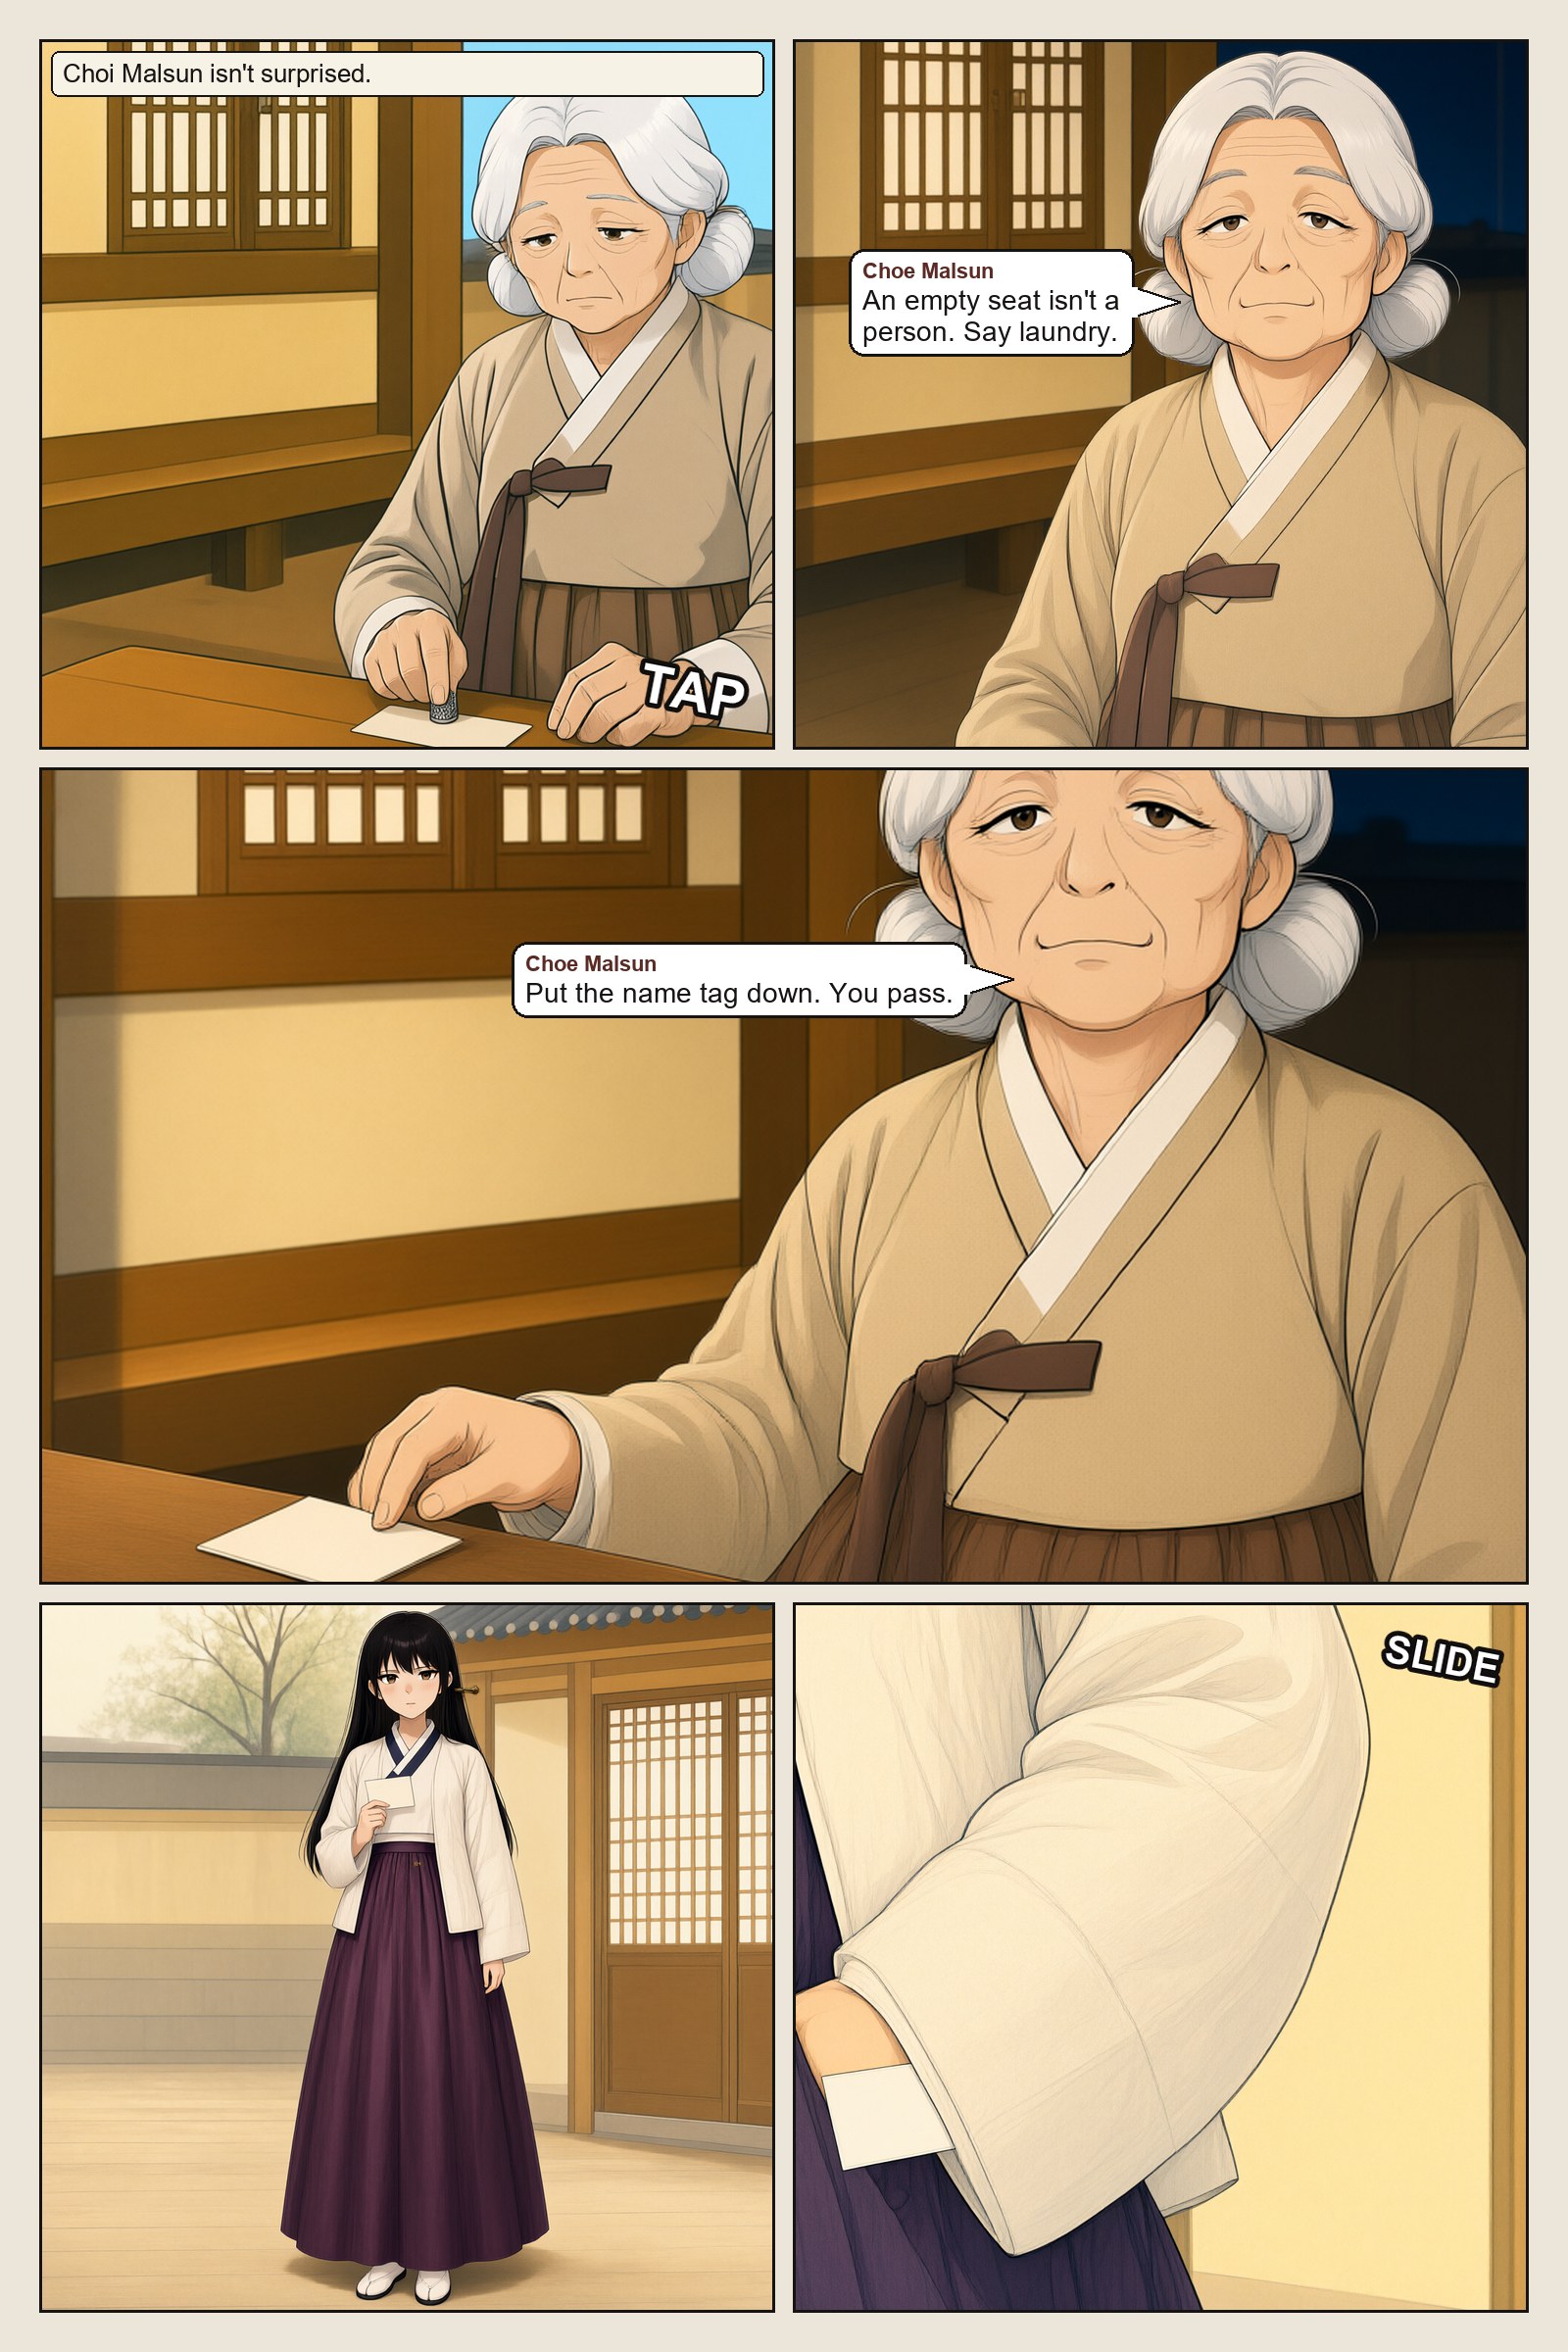 Choi Malsun isn't surprised.
TAP
Choe Malsun
An empty seat isn't a
person. Say laundry.
Choe Malsun
Put the name tag down. You pass.
SLIDE